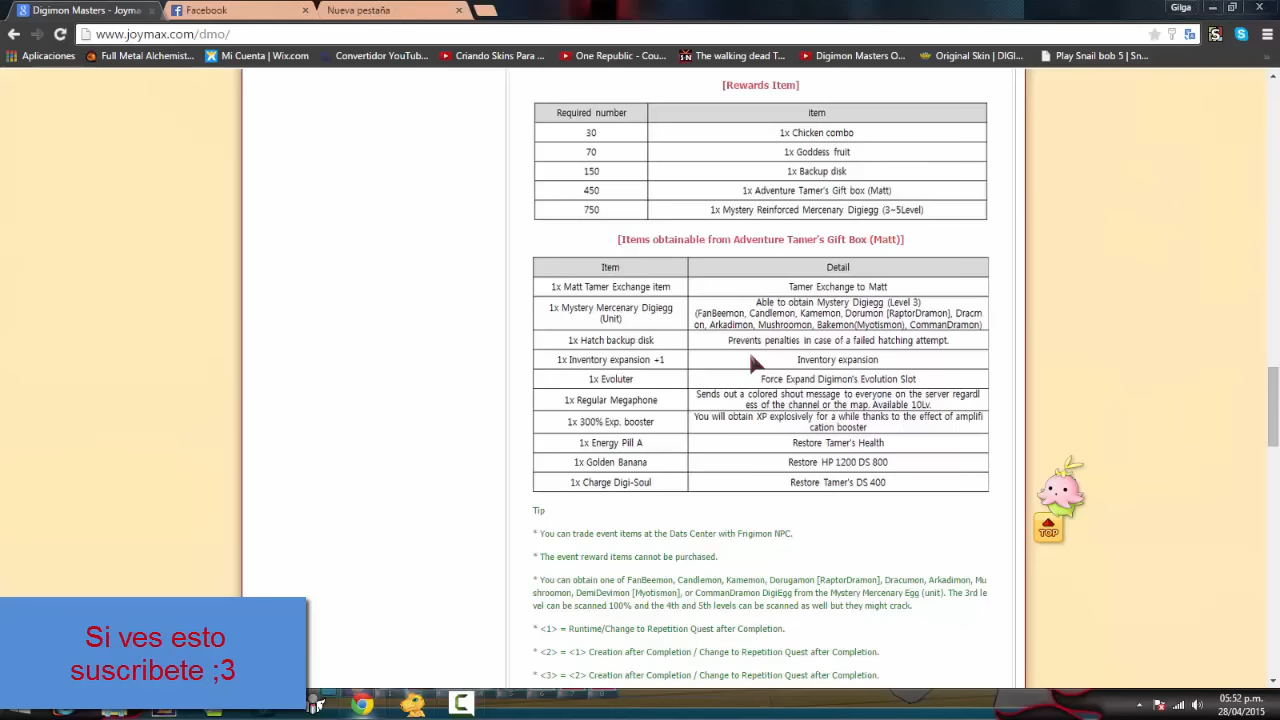 Digimon Masters - Joyma
Facebook
Nueva pestaña
Gilga
www.joymax.com/dmo/
Aplicaciones
Full Metal Alchemist...
Mi Cuenta | Wix.com
Convertidor YouTub...
Criando Skins Para ...
One Republic - Cou...
The walking dead T...
Digimon Masters O...
Original Skin | DIGI...
Play Snail bob 5 | Sn...
[Rewards Item]
Required number item
30 1x Chicken combo
70 1x Goddess fruit
150 1x Backup disk
450 1x Adventure Tamer's Gift box (Matt)
750 1x Mystery Reinforced Mercenary Digiegg (3~5Level)
[Items obtainable from Adventure Tamer's Gift Box (Matt)]
Item Detail
1x Matt Tamer Exchange item Tamer Exchange to Matt
1x Mystery Mercenary Digiegg
(Unit)
Able to obtain Mystery Digiegg (Level 3)
(FanBeemon, Candlemon, Kamemon, Dorumon [RaptorDramon], Dracm
on, Arkadimon, Mushroomon, Bakemon(Myotismon), CommanDramon)
1x Hatch backup disk Prevents penalties in case of a failed hatching attempt.
1x Inventory expansion +1 Inventory expansion
1x Evoluter Force Expand Digimon's Evolution Slot
1x Regular Megaphone
Sends out a colored shout message to everyone on the server regardl
ess of the channel or the map. Available 10Lv.
1x 300% Exp. booster
You will obtain XP explosively for a while thanks to the effect of amplifi
cation booster
1x Energy Pill A Restore Tamer's Health
1x Golden Banana Restore HP 1200 DS 800
1x Charge Digi-Soul Restore Tamer's DS 400
Tip
* You can trade event items at the Dats Center with Frigimon NPC.
* The event reward items cannot be purchased.
* You can obtain one of FanBeemon, Candlemon, Kamemon, Dorugamon [RaptorDramon], Dracumon, Arkadimon, Mu
shroomon, DemiDevimon [Myotismon], or CommanDramon DigiEgg from the Mystery Mercenary Egg (unit). The 3rd le
vel can be scanned 100% and the 4th and 5th levels can be scanned as well but they might crack.
* <1> = Runtime/Change to Repetition Quest after Completion.
* <2> = <1> Creation after Completion / Change to Repetition Quest after Completion.
* <3> = <2> Creation after Completion / Change to Repetition Quest after Completion.
TOP
Si ves esto
suscribete ;3
05:52 p.m.
28/04/2015